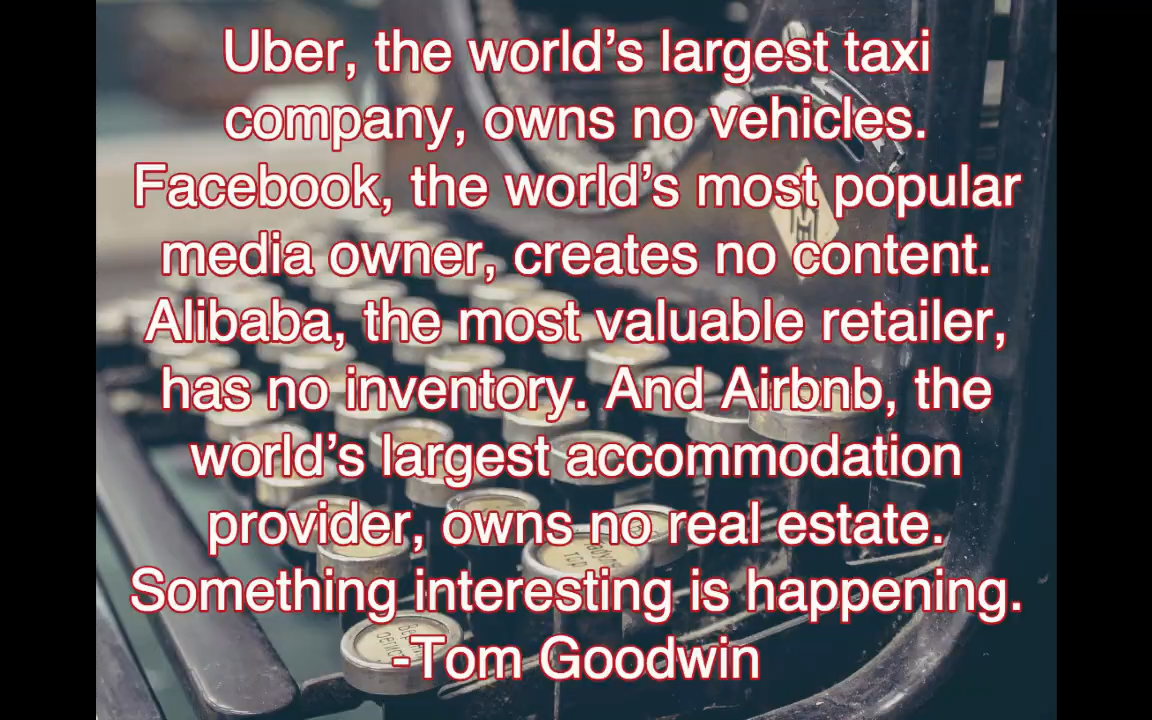 Uber, the world’s largest taxi
company, owns no vehicles.
Facebook, the world’s most popular
media owner, creates no content.
Alibaba, the most valuable retailer,
has no inventory. And Airbnb, the
world’s largest accommodation
provider, owns no real estate.
Something interesting is happening.
-Tom Goodwin